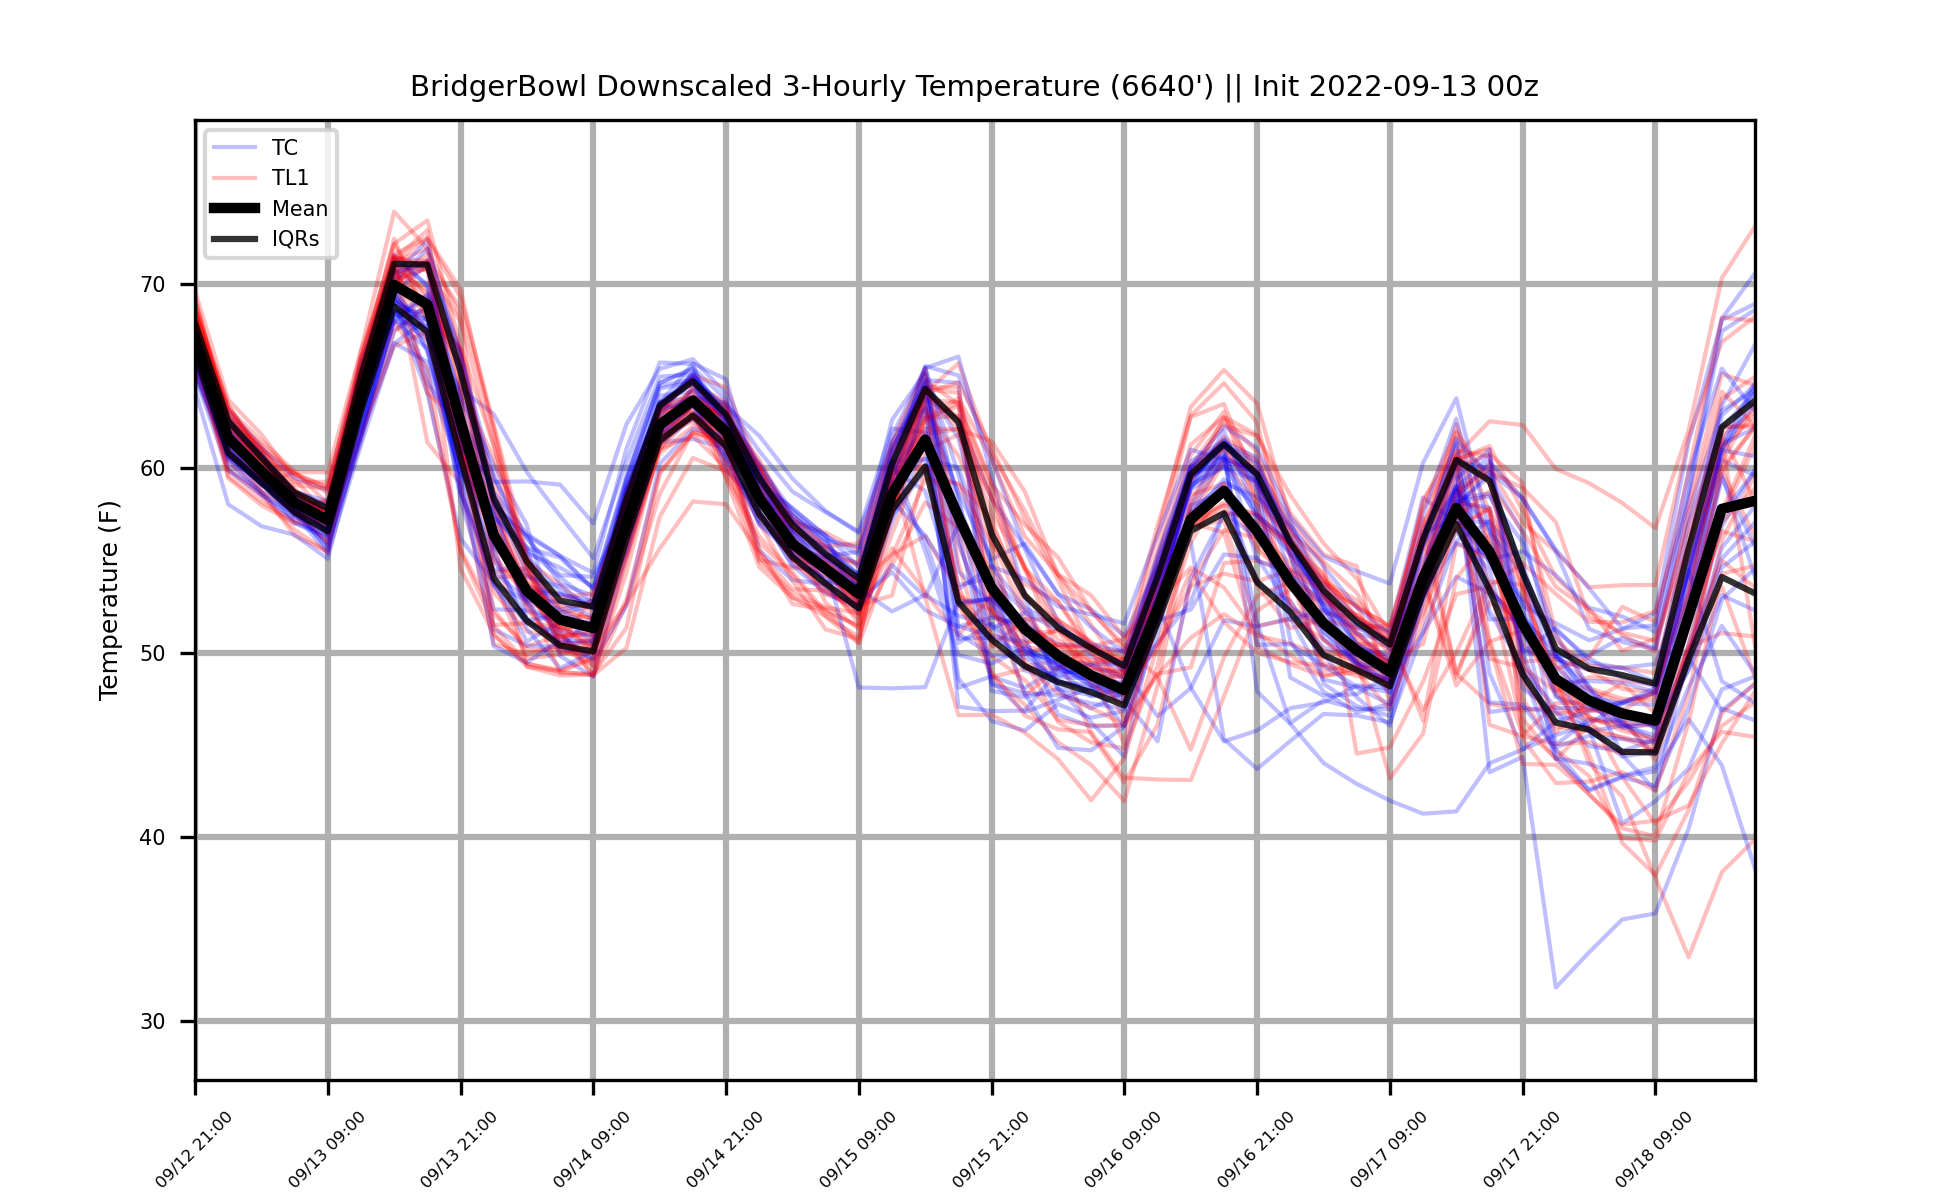 BridgerBowl Downscaled 3-Hourly Temperature (6640') || Init 2022-09-13 00z
TC
TL1
Mean
IQRs
Temperature (F)
70
60
50
40
30
09/12 21:00
09/13 09:00
09/13 21:00
09/14 09:00
09/14 21:00
09/15 09:00
09/15 21:00
09/16 09:00
09/16 21:00
09/17 09:00
09/17 21:00
09/18 09:00